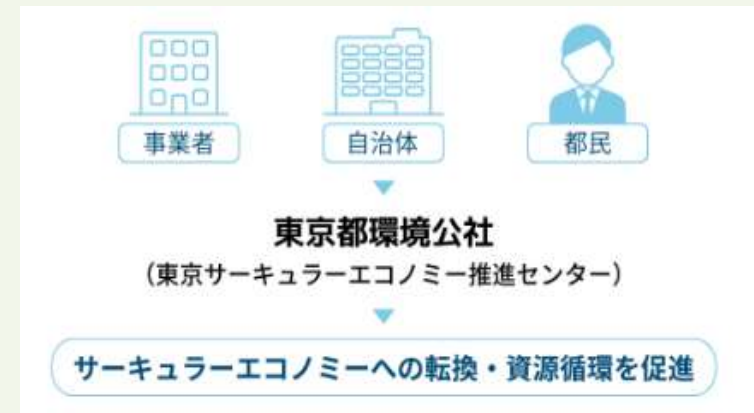 事業者
自治体
都民
東京都環境公社
（東京サーキュラーエコノミー推進センター）
サーキュラーエコノミーへの転換・資源循環を促進